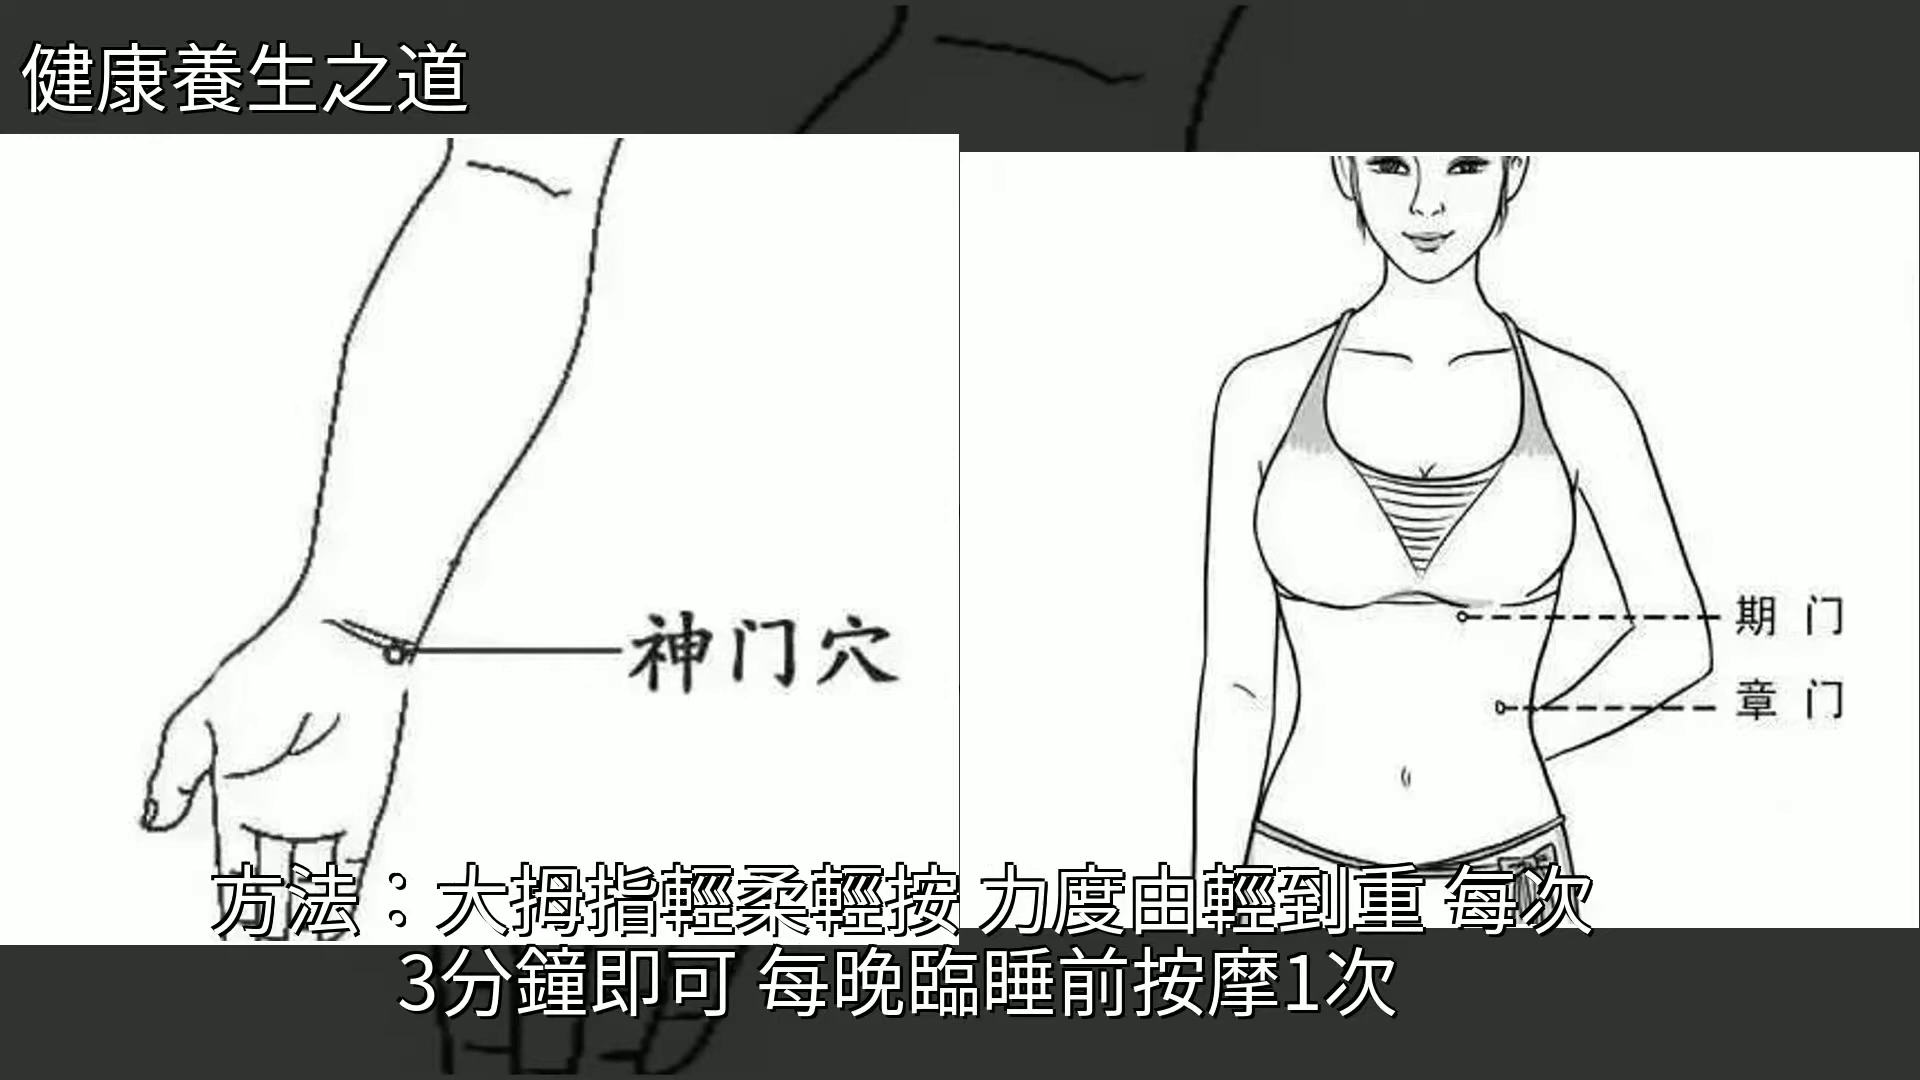 健康養生之道
神门穴
期门
章门
方法：大拇指輕柔輕按 力度由輕到重 每次
3分鐘即可 每晚臨睡前按摩1次